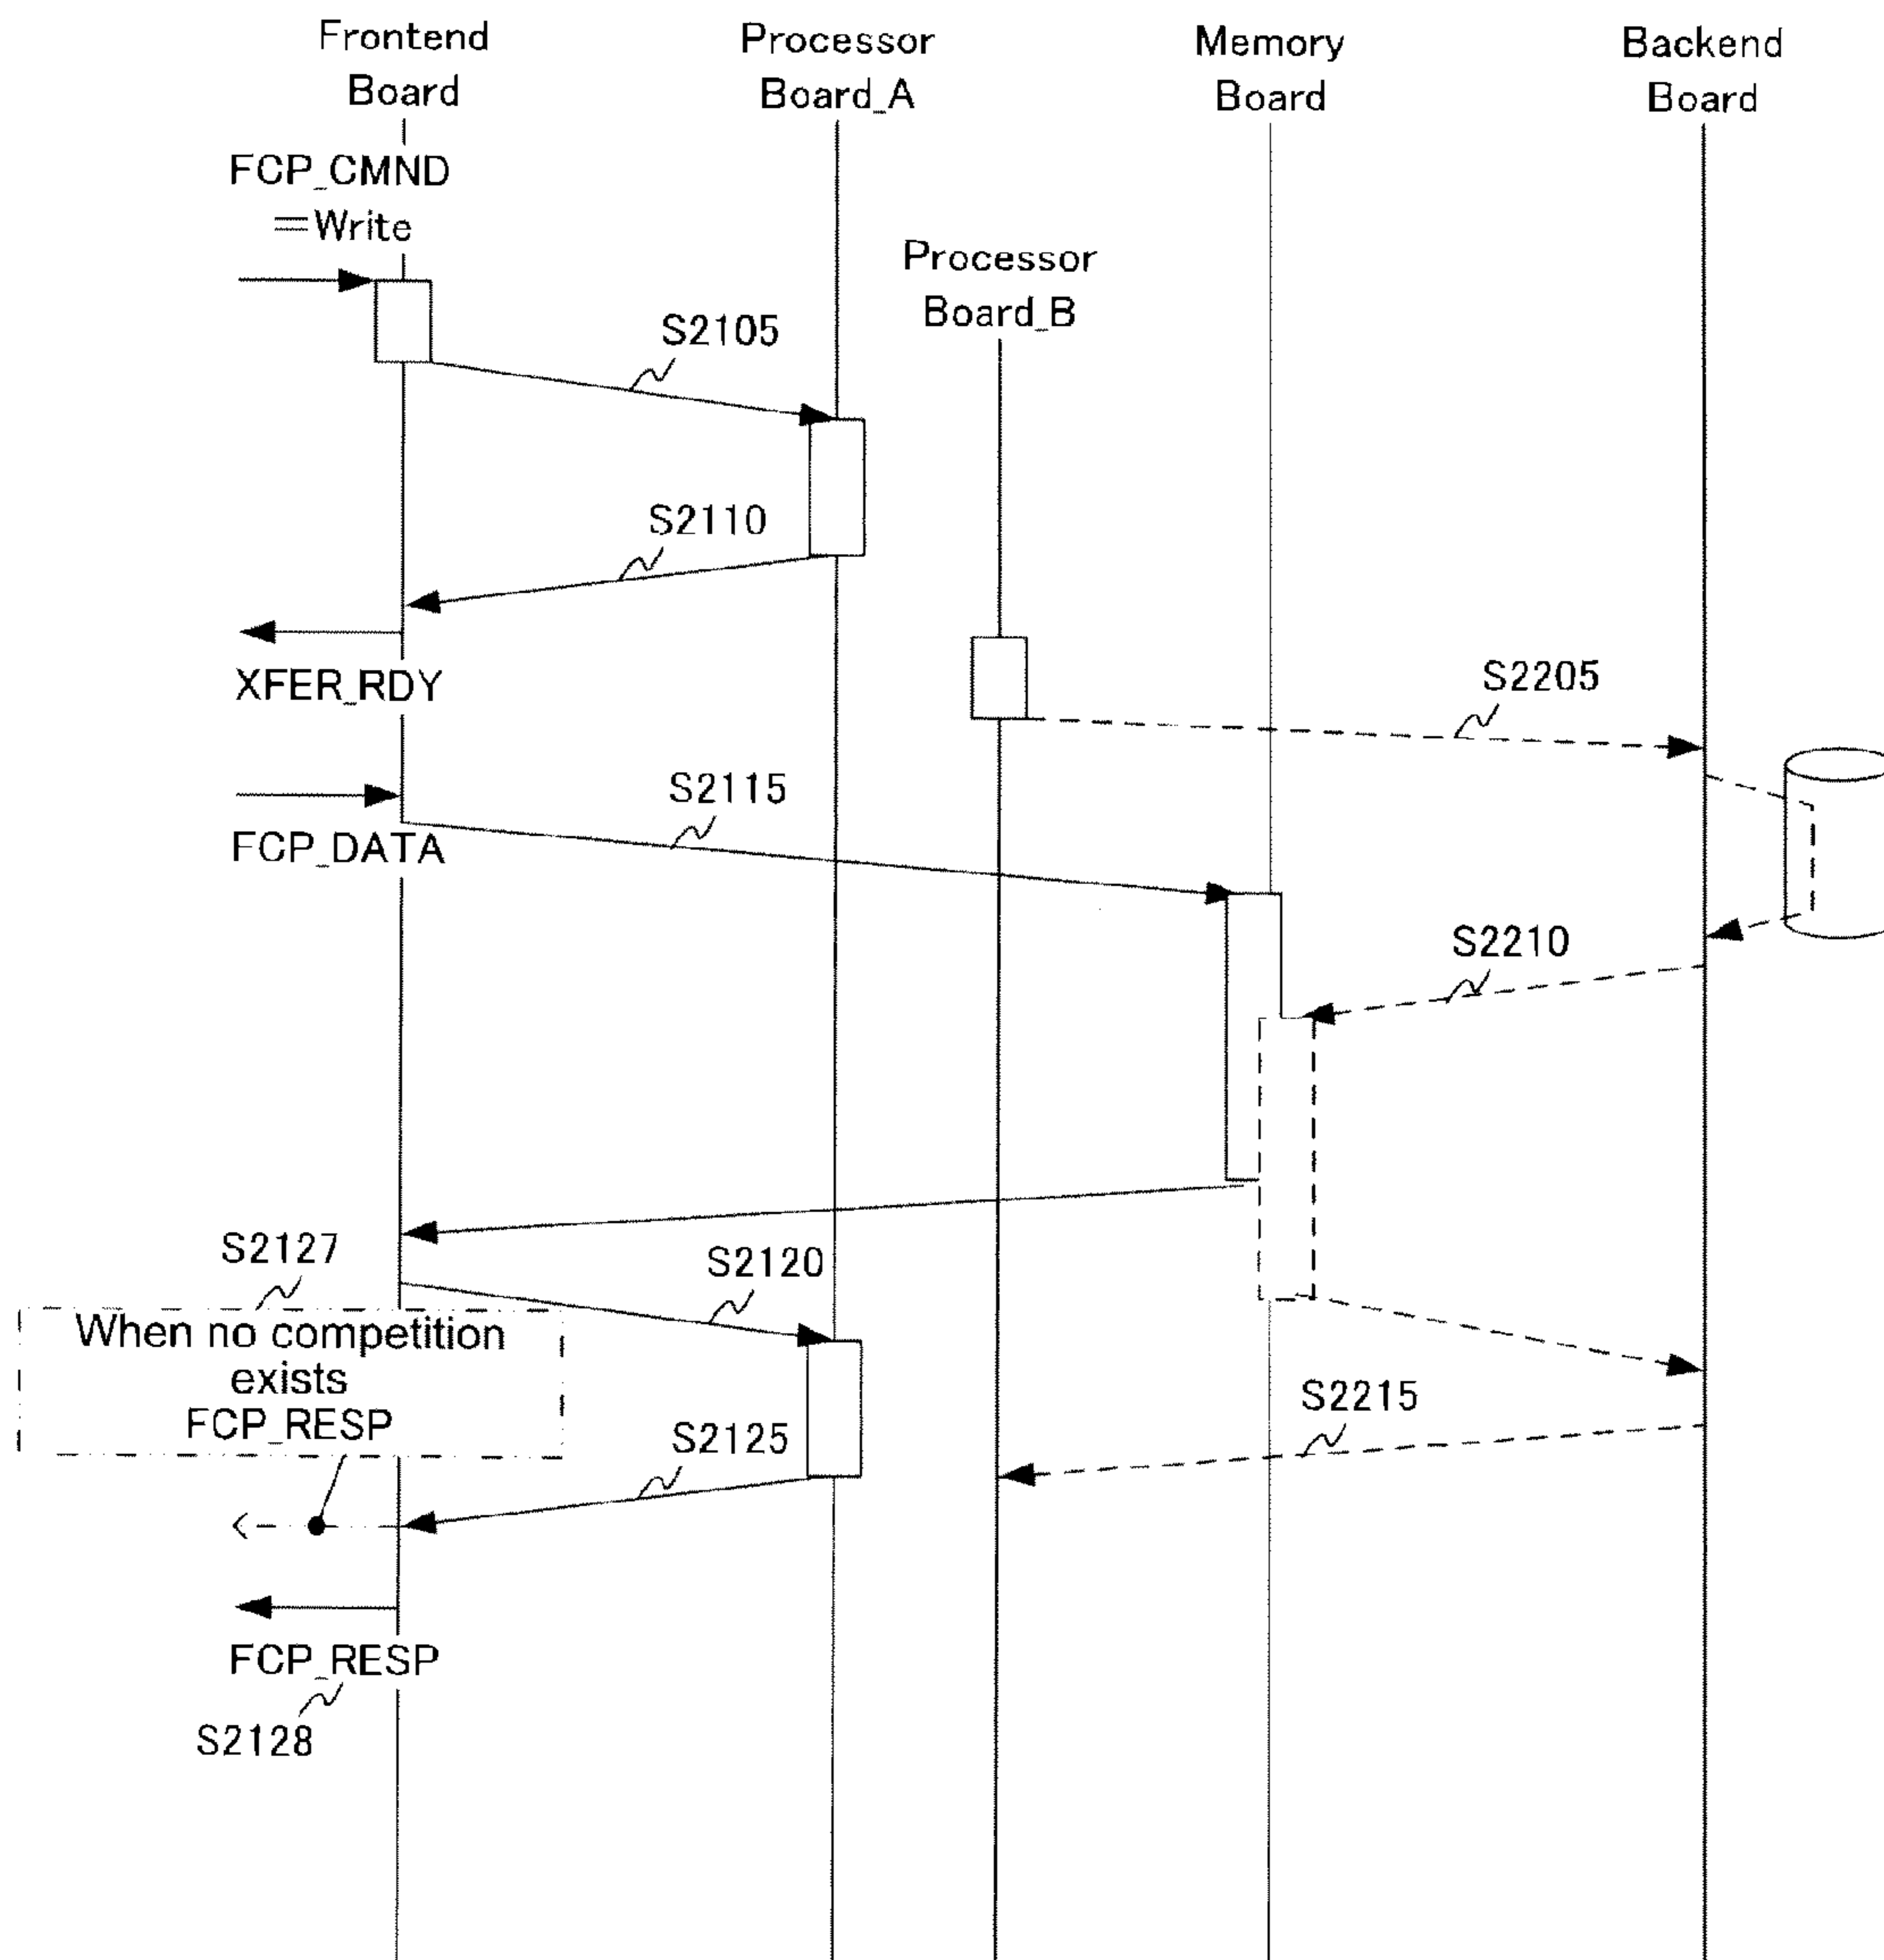 Frontend
Board
Processor
Board_A
Memory
Board
Backend
Board
FCP_CMND
=Write
Processor
Board_B
S2105
S2110
XFER_RDY
S2205
S2115
FCP_DATA
S2210
S2127
S2120
When no competition
exists
FCP_RESP
S2215
S2125
FCP_RESP
S2128